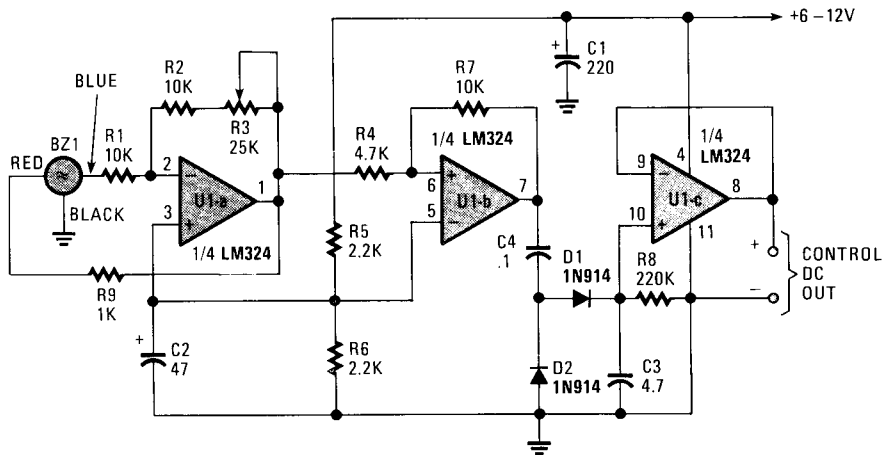 +6 –12V
BLUE
R2
10K
R3
25K
R7
10K
+
C1
220
BZ1
R1
10K
RED
BLACK
2
–
U1-a
1
3
+
1/4 LM324
R4
4.7K
1/4 LM324
6
+
U1-b
7
5
–
1/4
LM324
9
–
4
U1-c
8
10
+
11
R5
2.2K
C4
.1
D1
1N914
R8
220K
+
–
CONTROL
DC
OUT
R9
1K
+
C2
47
R6
2.2K
D2
1N914
C3
4.7